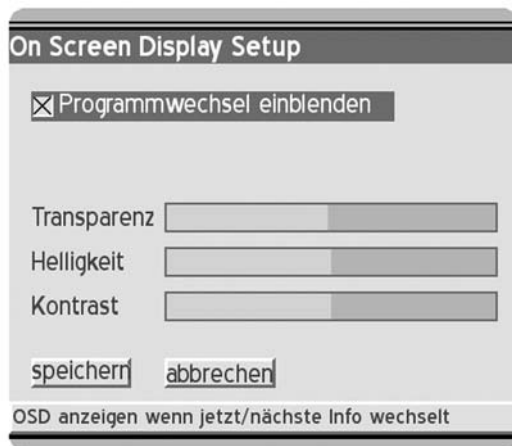 On Screen Display Setup
Programmwechsel einblenden
Transparenz
Helligkeit
Kontrast
speichern abbrechen
OSD anzeigen wenn jetzt/nächste Info wechselt